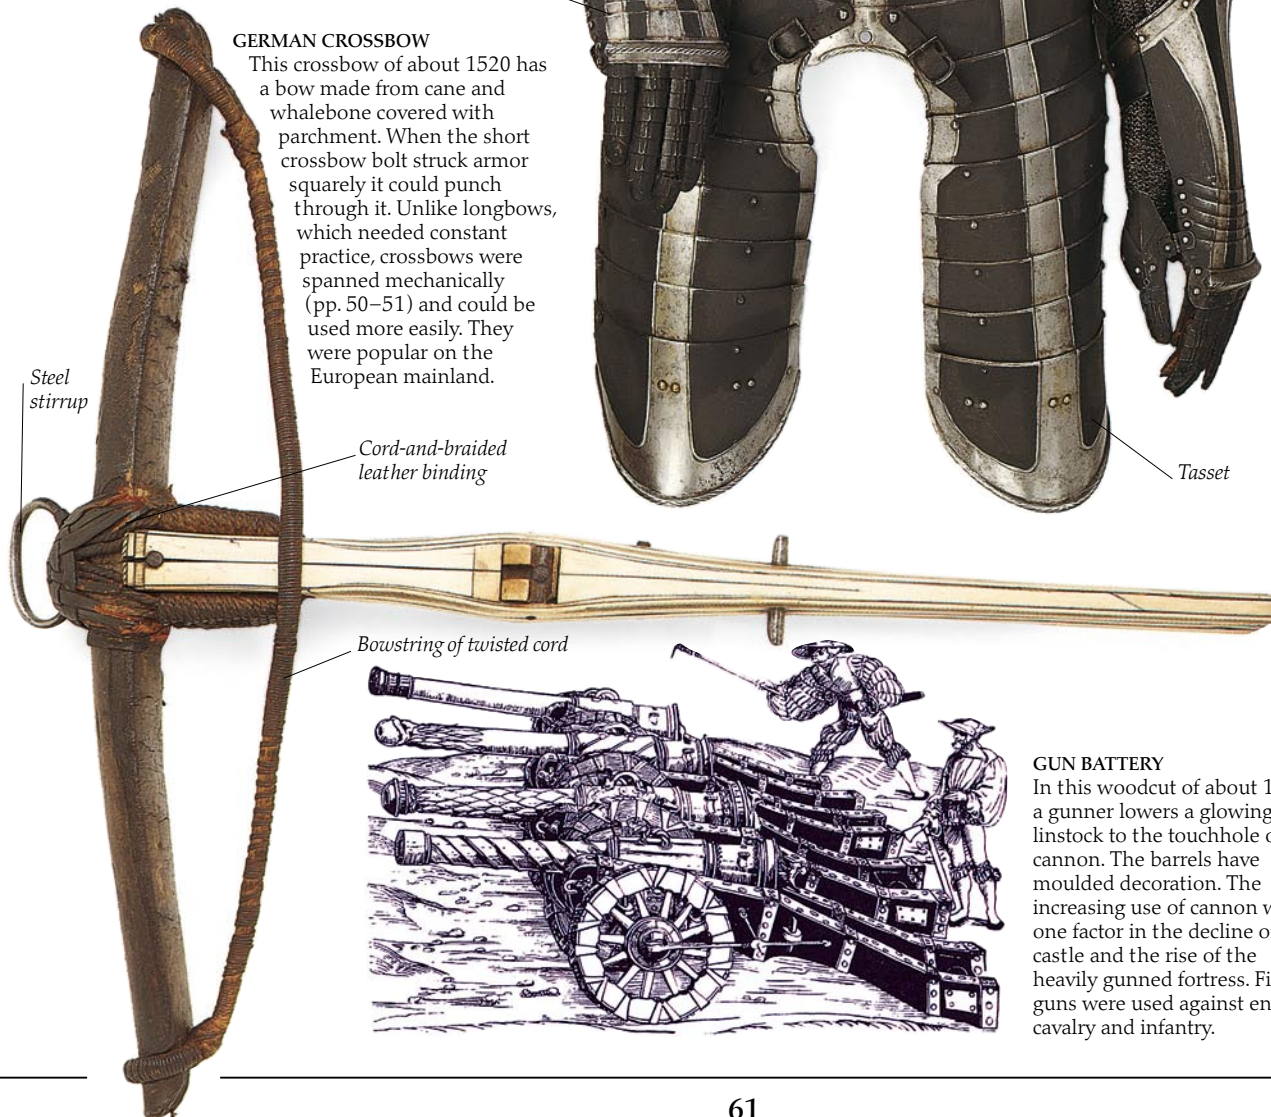 GERMAN CROSSBOW
This crossbow of about 1520 has
a bow made from cane and
whalebone covered with
parchment. When the short
crossbow bolt struck armor
squarely it could punch
through it. Unlike longbows,
which needed constant
practice, crossbows were
spanned mechanically
(pp. 50–51) and could be
used more easily. They
were popular on the
European mainland.
Steel
stirrup
Cord-and-braided
leather binding
Tasset
Bowstring of twisted cord
GUN BATTERY
In this woodcut of about
a gunner lowers a glowing
linstock to the touchhole
cannon. The barrels have
moulded decoration. The
increasing use of cannon
one factor in the decline
castle and the rise of the
heavily gunned fortress.
guns were used against
cavalry and infantry.
61